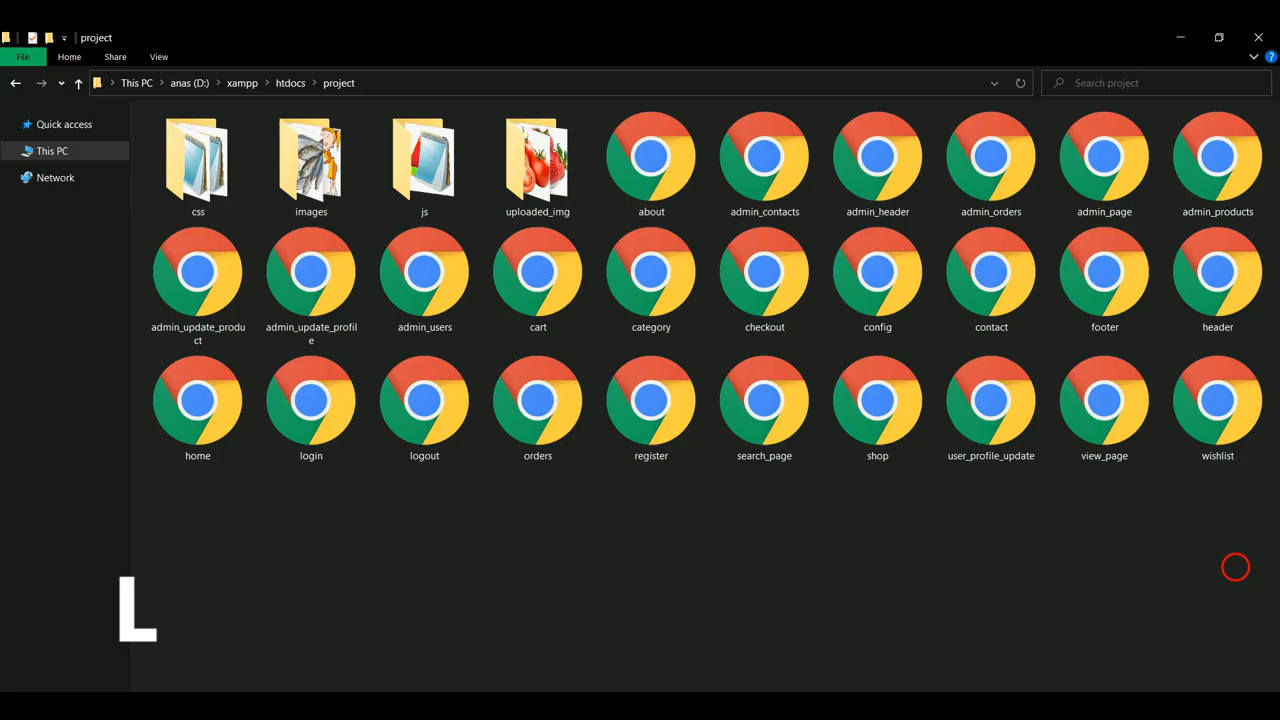 project
File Home Share View
This PC anas (D:) xampp htdocs project
Search project
Quick access
This PC
Network
css images js uploaded_img about admin_contacts admin_header admin_orders admin_page admin_products
admin_update_produ admin_update_profil admin_users cart category checkout config contact footer header
ct e
home login logout orders register search_page shop user_profile_update view_page wishlist
L